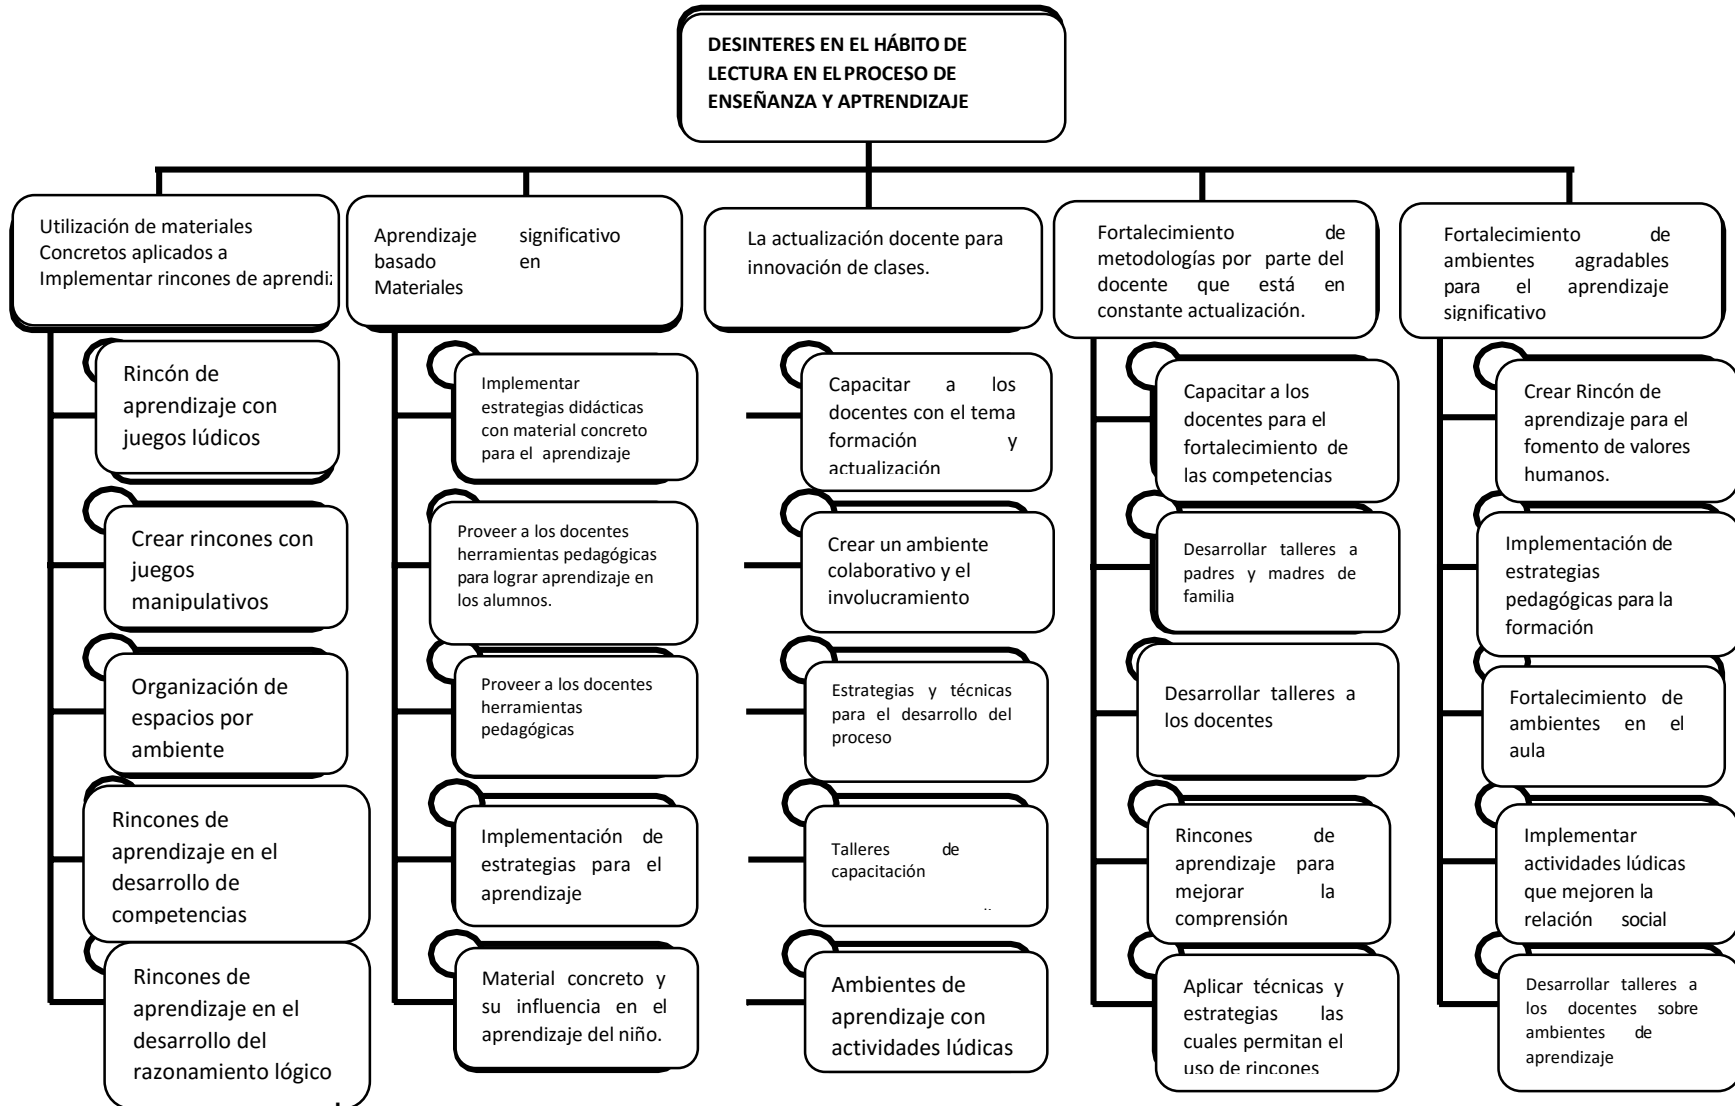 DESINTERES EN EL HÁBITO DE
LECTURA EN EL PROCESO DE
ENSEÑANZA Y APTRENDIZAJE
Utilización de materiales
Concretos aplicados a
Implementar rincones de
Aprendizaje significativo
basado en
Materiales
La actualización docente para
innovación de clases.
Fortalecimiento de
metodologías por parte del
docente que está en
constante actualización.
Fortalecimiento de
ambientes agradables
para el aprendizaje
significativo
Rincón de
aprendizaje con
juegos lúdicos
Crear rincones con
juegos
manipulativos
Organización de
espacios por
ambiente
Rincones de
aprendizaje en el
desarrollo de
competencias
Rincones de
aprendizaje en el
desarrollo del
razonamiento lógico
Implementar
estrategias didácticas
con material concreto
para el aprendizaje
Proveer a los docentes
herramientas pedagógicas
para lograr aprendizaje en
los alumnos.
Proveer a los docentes
herramientas
pedagógicas
Implementación de
estrategias para el
aprendizaje
Material concreto y
su influencia en el
aprendizaje del niño.
Capacitar a los
docentes con el tema
formación y
actualización
Crear un ambiente
colaborativo y el
involucramiento
Estrategias y técnicas
para el desarrollo del
proceso
Talleres de
capacitación
Ambientes de
aprendizaje con
actividades lúdicas
Capacitar a los
docentes para el
fortalecimiento de
las competencias
Desarrollar talleres a
padres y madres de
familia
Desarrollar talleres a
los docentes
Rincones de
aprendizaje para
mejorar la
comprensión
Aplicar técnicas y
estrategias las
cuales permitan el
uso de rincones
Crear Rincón de
aprendizaje para el
fomento de valores
humanos.
Implementación de
estrategias
pedagógicas para la
formación
Fortalecimiento de
ambientes en el
aula
Implementar
actividades lúdicas
que mejoren la
relación social
Desarrollar talleres a
los docentes sobre
ambientes de
aprendizaje